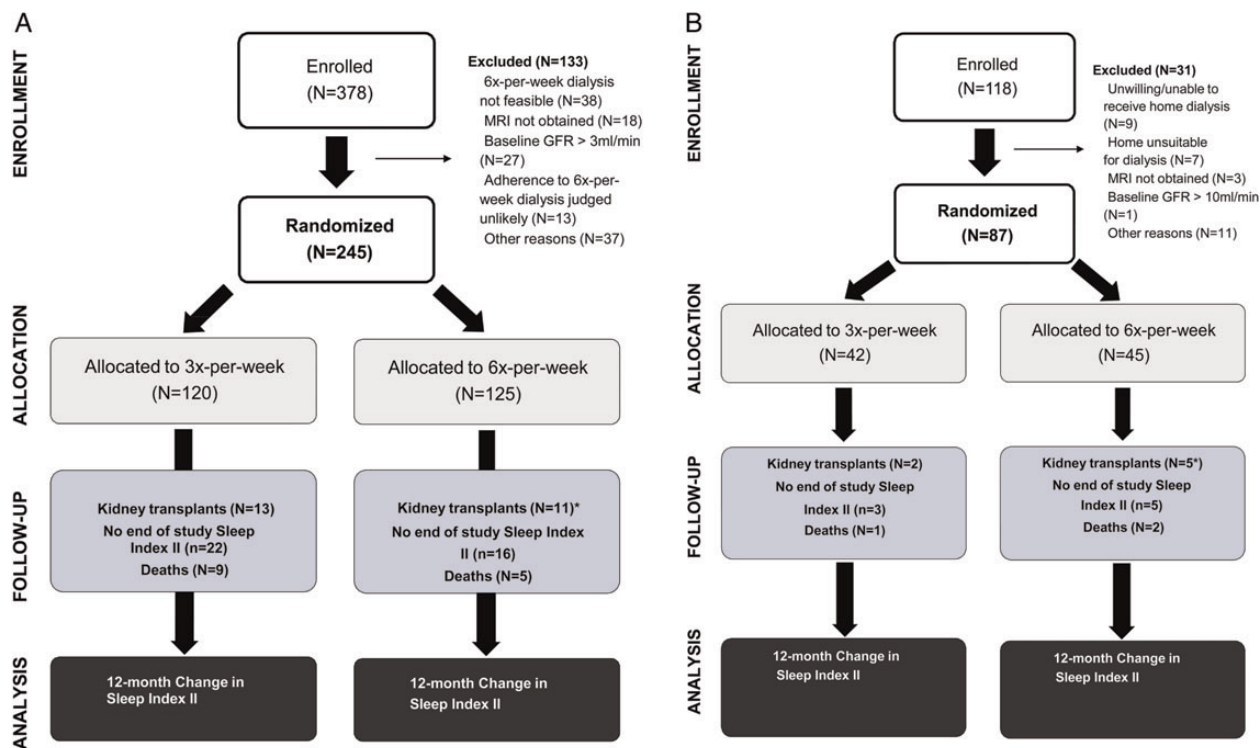 A
ENROLLMENT
Enrolled
(N=378)
Excluded (N=133)
6x-per-week dialysis
not feasible (N=38)
MRI not obtained (N=18)
Baseline GFR > 3ml/min
(N=27)
Adherence to 6x-per-
week dialysis judged
unlikely (N=13)
Other reasons (N=37)
Randomized
(N=245)
ALLOCATION
Allocated to 3x-per-week
(N=120)
Allocated to 6x-per-week
(N=125)
FOLLOW-UP
Kidney transplants (N=13)
No end of study Sleep
Index II (n=22)
Deaths (N=9)
Kidney transplants (N=11)*
No end of study Sleep Index
II (n=16)
Deaths (N=5)
ANALYSIS
12-month Change in
Sleep Index II
12-month Change in
Sleep Index II
B
ENROLLMENT
Enrolled
(N=118)
Excluded (N=31)
Unwilling/unable to
receive home dialysis
(N=9)
Home unsuitable
for dialysis (N=7)
MRI not obtained (N=3)
Baseline GFR > 10ml/min
(N=1)
Other reasons (N=11)
Randomized
(N=87)
ALLOCATION
Allocated to 3x-per-week
(N=42)
Allocated to 6x-per-week
(N=45)
FOLLOW-UP
Kidney transplants (N=2)
No end of study Sleep
Index II (n=3)
Deaths (N=1)
Kidney transplants (N=5*)
No end of study Sleep
Index II (n=5)
Deaths (N=2)
ANALYSIS
12-month Change in
Sleep Index II
12-month Change in
Sleep Index II